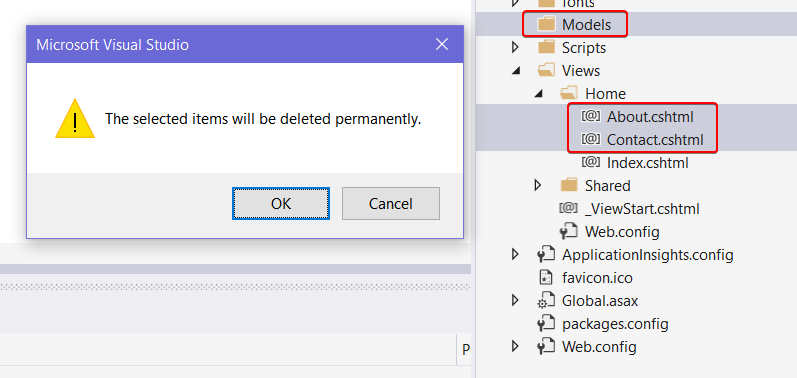 fonts
Models
Microsoft Visual Studio
Scripts
Views
Home
The selected items will be deleted permanently.
About.cshtml
Contact.cshtml
Index.cshtml
Shared
OK
Cancel
_ViewStart.cshtml
Web.config
ApplicationInsights.config
favicon.ico
Global.asax
packages.config
P
Web.config